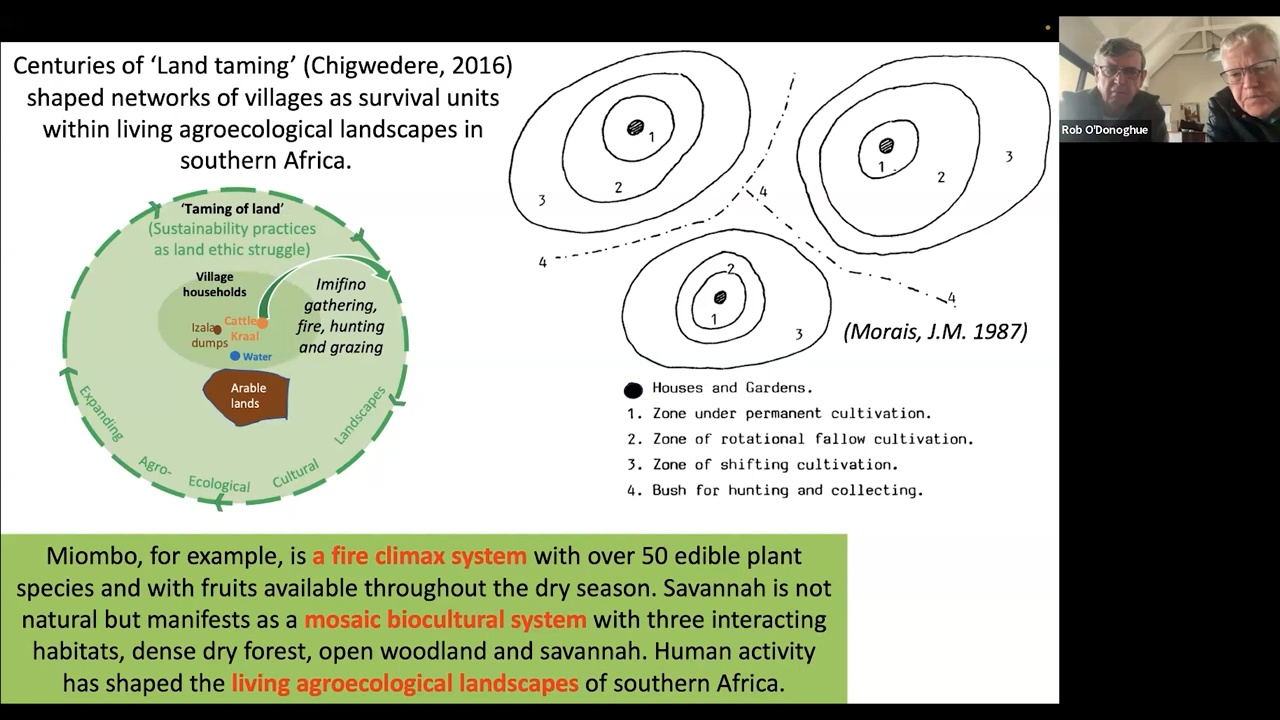 Centuries of ‘Land taming’ (Chigwedere, 2016)
shaped networks of villages as survival units
within living agroecological landscapes in
southern Africa.
‘Taming of land’
(Sustainability practices
as land ethic struggle)
Village
households
Imifino
gathering,
fire, hunting
and grazing
Izala
dumps
Cattle
Kraal
Water
Arable
lands
Expanding
Agro-
Ecological
Cultural
Landscapes
1
2
3
1
2
3
4
4
4
2
1
3
(Morais, J.M. 1987)
Houses and Gardens.
1. Zone under permanent cultivation.
2. Zone of rotational fallow cultivation.
3. Zone of shifting cultivation.
4. Bush for hunting and collecting.
Miombo, for example, is a fire climax system with over 50 edible plant
species and with fruits available throughout the dry season. Savannah is not
natural but manifests as a mosaic biocultural system with three interacting
habitats, dense dry forest, open woodland and savannah. Human activity
has shaped the living agroecological landscapes of southern Africa.
Rob O'Donoghue